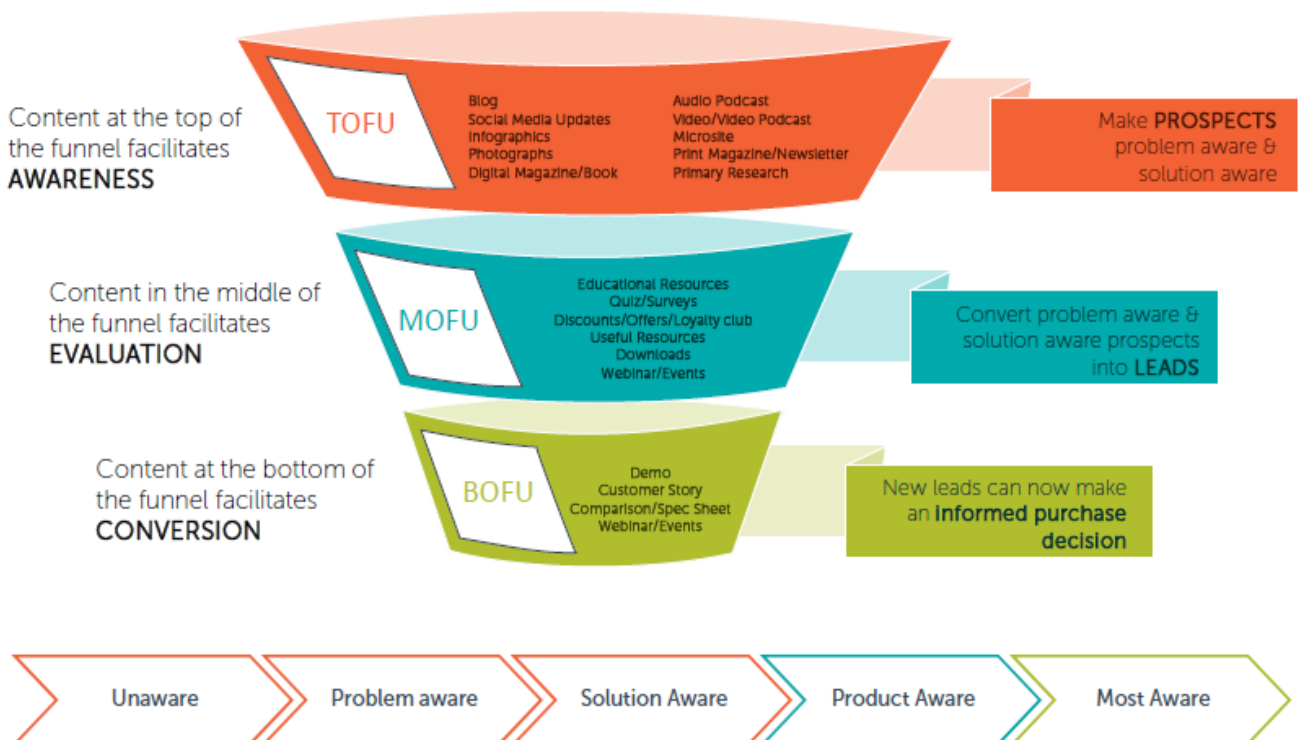 Content at the top of
the funnel facilitates
AWARENESS
TOFU
Blog
Social Media Updates
Infographics
Photographs
Digital Magazine/Book
Audio Podcast
Video/Video Podcast
Microsite
Print Magazine/Newsletter
Primary Research
Make PROSPECTS
problem aware &
solution aware
Content in the middle of
the funnel facilitates
EVALUATION
MOFU
Educational Resources
Quiz/Surveys
Discounts/Offers/Loyalty club
Useful Resources
Downloads
Webinar/Events
Convert problem aware &
solution aware prospects
into LEADS
Content at the bottom of
the funnel facilitates
CONVERSION
BOFU
Demo
Customer Story
Comparison/Spec Sheet
Webinar/Events
New leads can now make
an informed purchase
decision
Unaware
Problem aware
Solution Aware
Product Aware
Most Aware